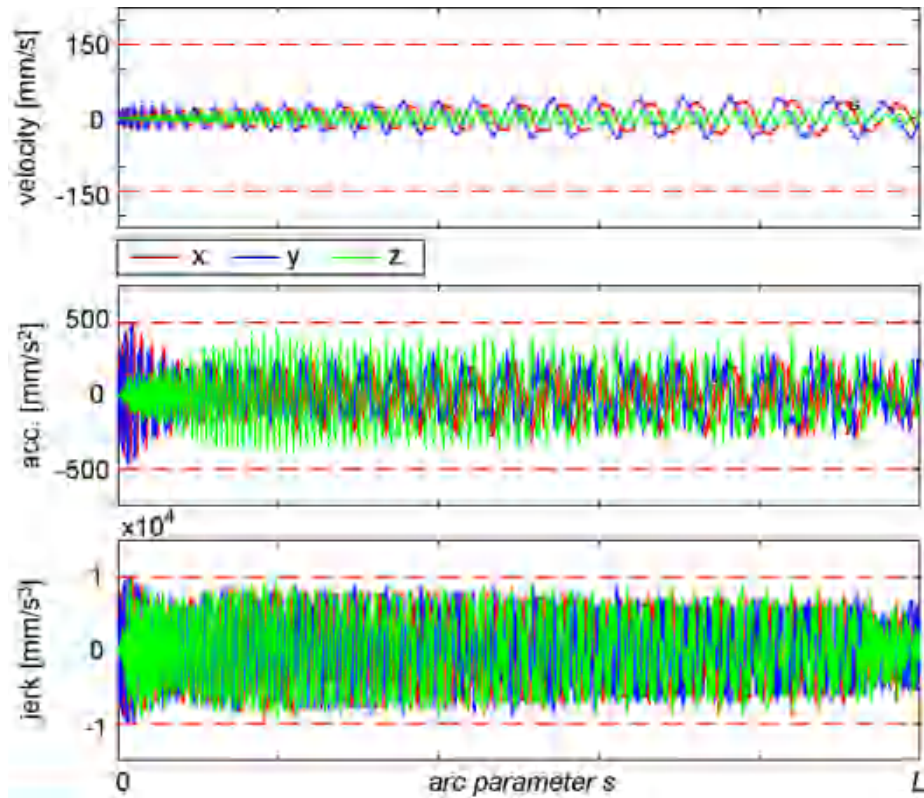 velocity [mm/s]
150
0
-150
x y z
acc. [mm/s²]
500
0
-500
x10⁴
jerk [mm/s³]
1
0
-1
0 arc parameter s L